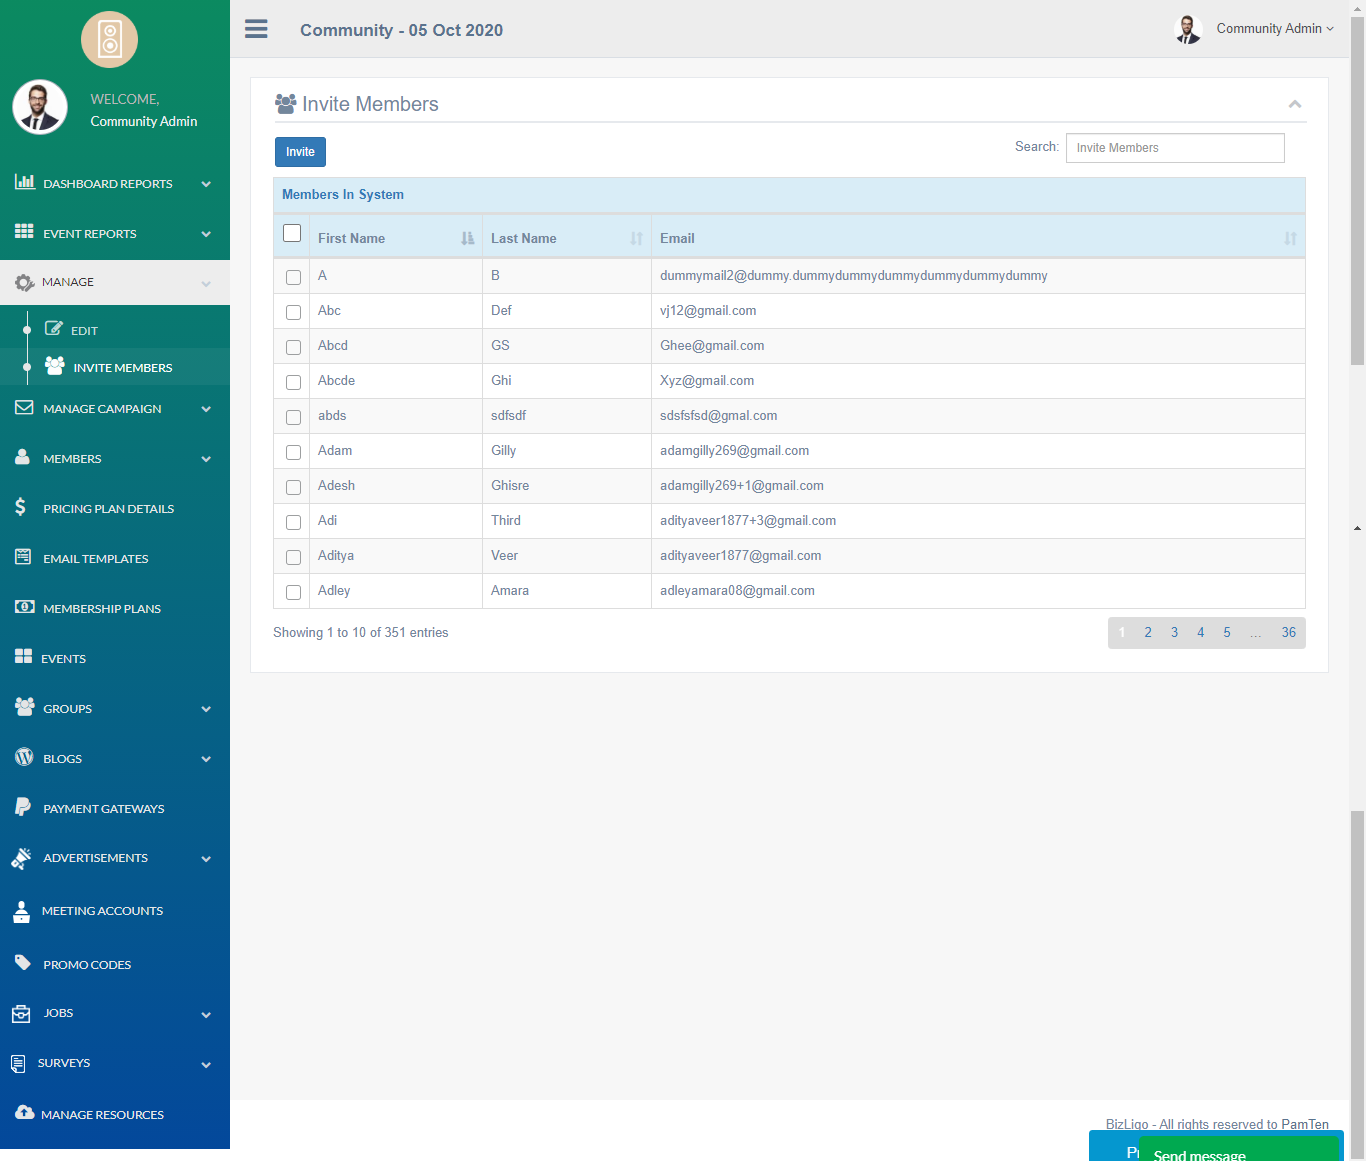 Community - 05 Oct 2020
Community Admin
WELCOME,
Community Admin
DASHBOARD REPORTS
EVENT REPORTS
MANAGE
EDIT
INVITE MEMBERS
MANAGE CAMPAIGN
MEMBERS
PRICING PLAN DETAILS
EMAIL TEMPLATES
MEMBERSHIP PLANS
EVENTS
GROUPS
BLOGS
PAYMENT GATEWAYS
ADVERTISEMENTS
MEETING ACCOUNTS
PROMO CODES
JOBS
SURVEYS
MANAGE RESOURCES
Invite Members
Invite
Search: Invite Members
Members In System
First Name Last Name Email
A B dummymail2@dummy.dummydummydummydummydummydummy
Abc Def vj12@gmail.com
Abcd GS Ghee@gmail.com
Abcde Ghi Xyz@gmail.com
abds sdfsdf sdsfsfsd@gmal.com
Adam Gilly adamgilly269@gmail.com
Adesh Ghisre adamgilly269+1@gmail.com
Adi Third adityaveer1877+3@gmail.com
Aditya Veer adityaveer1877@gmail.com
Adley Amara adleyamara08@gmail.com
Showing 1 to 10 of 351 entries
1 2 3 4 5 ... 36
BizLigo - All rights reserved to PamTen
Send message